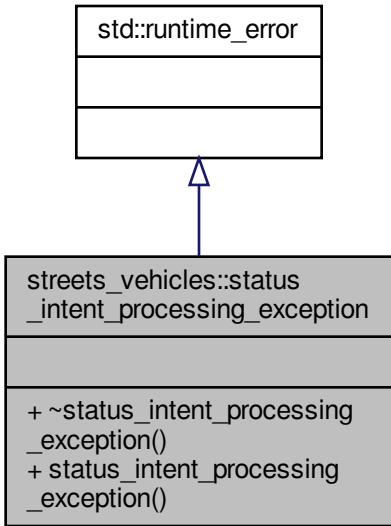 std::runtime_error
streets_vehicles::status
_intent_processing_exception
+ ~status_intent_processing
_exception()
+ status_intent_processing
_exception()